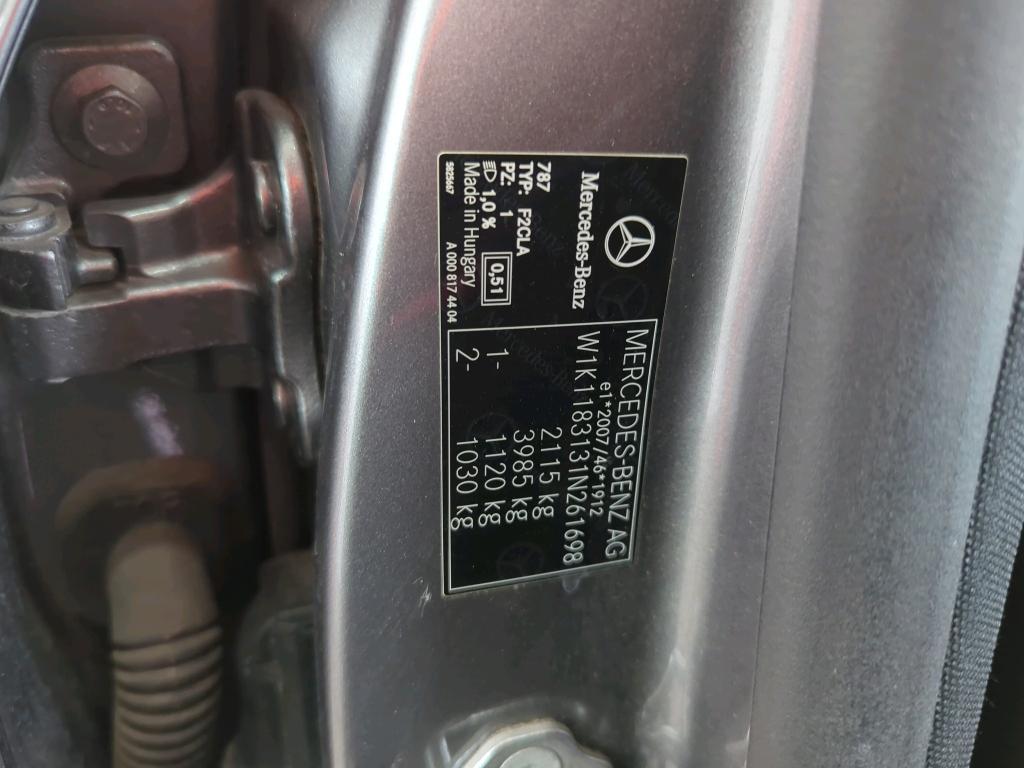 Mercedes-Benz
787
TYP: F2CLA
PZ: 1
1,0 %
0,51
Made in Hungary
5825667 A 000 817 44 04
MERCEDES-BENZ AG
e1*2007/46*1912
W1K1183131N261698
2115 kg
3985 kg
1- 1120 kg
2- 1030 kg